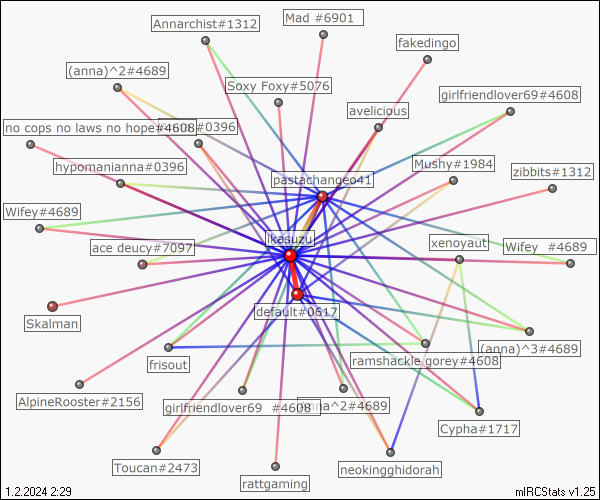 Mad #6901
Annarchist#1312
fakedingo
(anna)^2#4689
Soxy Foxy#5076
girlfriendlover69#4608
avelicious
no cops no laws no hope#4608
#0396
hypomanianna#0396
Mushy#1984
zibbits#1312
pastachangeo41
Wifey#4689
ikasuzu
xenoyaut
Wifey #4689
ace deucy#7097
default#0617
Skalman
frisout
ramshackle gorey#4608
(anna)^3#4689
AlpineRooster#2156
girlfriendlover69 #4608
anna^2#4689
Cypha#1717
Toucan#2473
neokingghidorah
rattgaming
1.2.2024 2:29
mIRCStats v1.25